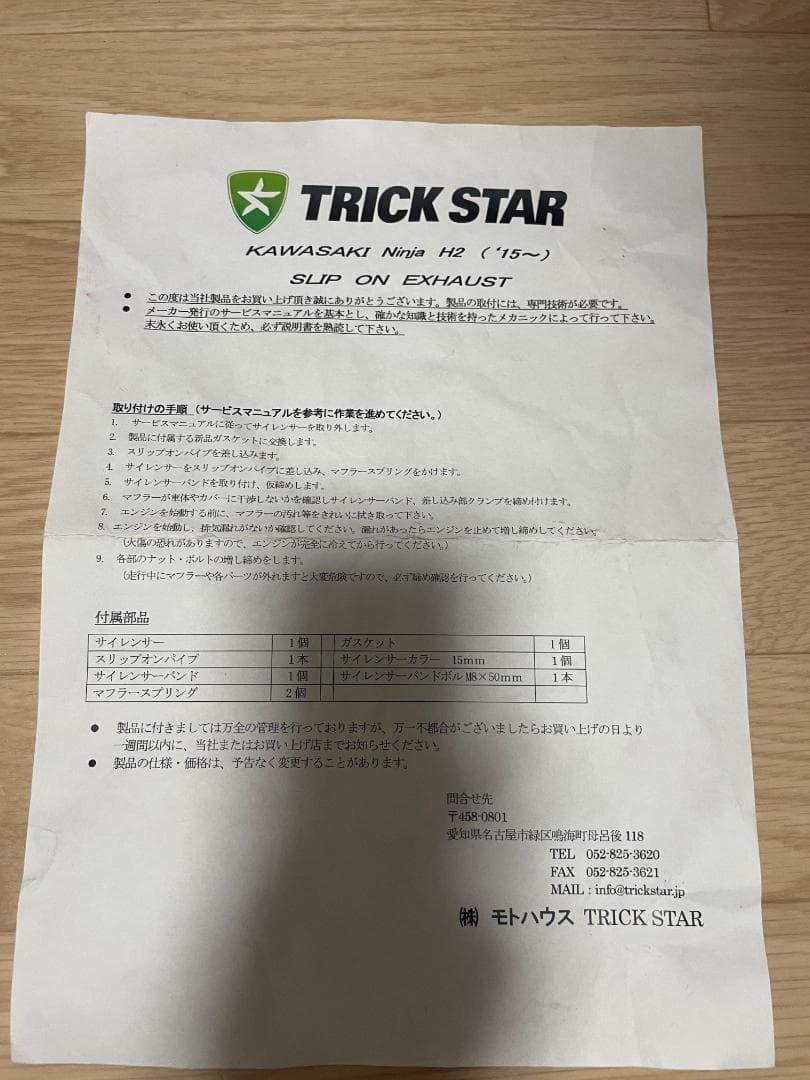 TRICK STAR
KAWASAKI Ninja H2 ('15～)
SLIP ON EXHAUST
● この度は当社製品をお買い上げ頂き誠にありがとうございます。製品の取付には、専門技術が必要です。
● メーカー発行のサービスマニュアルを基本とし、確かな知識と技術を持ったメカニックによって行って下さい。
末永くお使い頂くため、必ず説明書を熟読して下さい。
取り付けの手順（サービスマニュアルを参考に作業を進めてください。）
1. サービスマニュアルに従ってサイレンサーを取り外します。
2. 製品に付属する新品ガスケットに交換します。
3. スリップオンパイプを差し込みます。
4. サイレンサーをスリップオンパイプに差し込み、マフラースプリングをかけます。
5. サイレンサーバンドを取り付け、仮締めします。
6. マフラーが車体やカバーに干渉しないかを確認しサイレンサーバンド、差し込み部クランプを締め付けます。
7. エンジンを始動する前に、マフラーの汚れ等をきれいに拭き取って下さい。
8. エンジンを始動し、排気漏れがないか確認してください。漏れがあったらエンジンを止めて増し締めしてください。
（火傷の恐れがありますので、エンジンが完全に冷えてから行ってください。）
9. 各部のナット・ボルトの増し締めをします。
（走行中にマフラーや各パーツが外れますと大変危険ですので、必ず締め確認を行ってください。）
付属部品
サイレンサー 1個 ガスケット 1個
スリップオンパイプ 1本 サイレンサーカラー 15mm 1個
サイレンサーバンド 1個 サイレンサーバンドボルM8×50mm 1本
マフラースプリング 2個
● 製品に付きましては万全の管理を行っておりますが、万一不都合がございましたらお買い上げの日より
一週間以内に、当社またはお買い上げ店までお知らせください。
● 製品の仕様・価格は、予告なく変更することがあります。
問合せ先
〒458-0801
愛知県名古屋市緑区鳴海町母呂後118
TEL 052-825-3620
FAX 052-825-3621
MAIL：info@trickstar.jp
㈱ モトハウス TRICK STAR